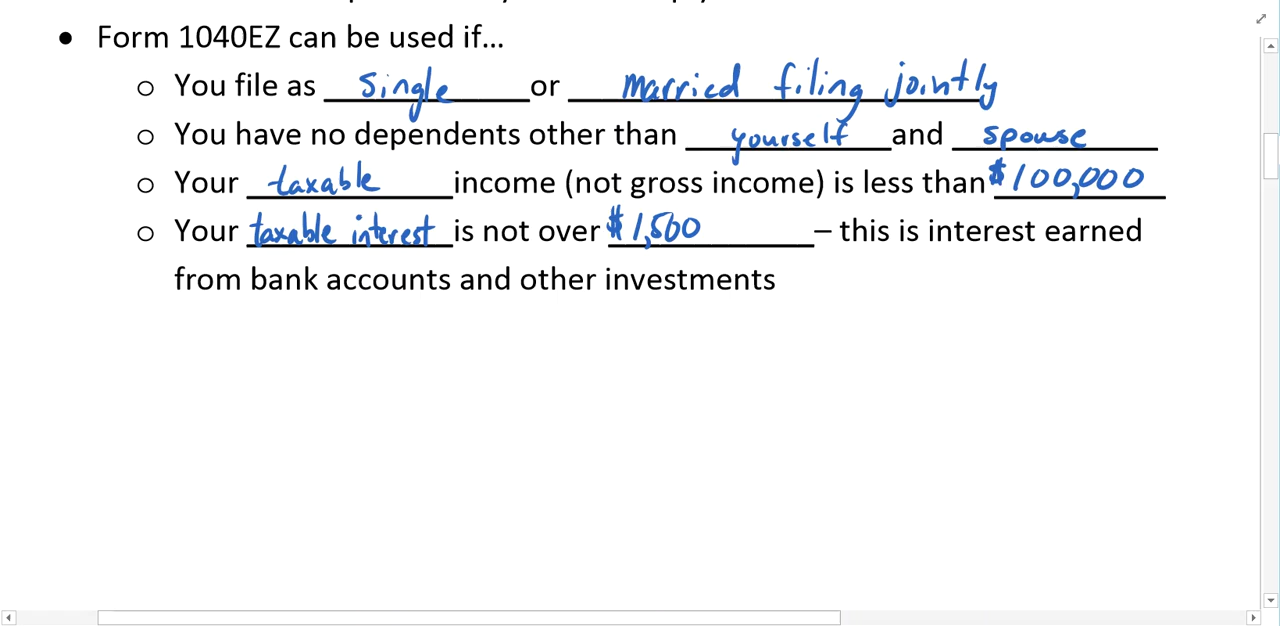 • Form 1040EZ can be used if...
o You file as single or married filing jointly
o You have no dependents other than yourself and spouse
o Your taxable income (not gross income) is less than $100,000
o Your taxable interest is not over $1,500 – this is interest earned
from bank accounts and other investments